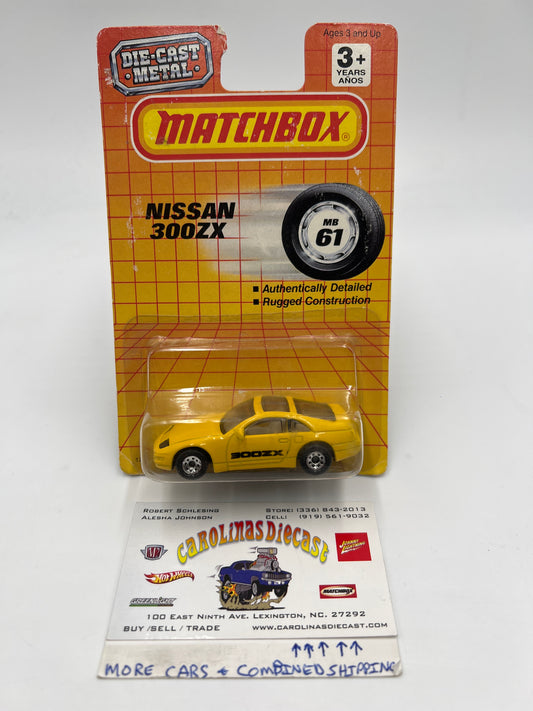 DIE-CAST
METAL
Ages 3 and Up
3+
YEARS
AÑOS
MATCHBOX
®
NISSAN
300ZX
MB
61
■ Authentically Detailed
■ Rugged Construction
300ZX
ROBERT SCHLESING
ALESHA JOHNSON
STORE: (336) 843-2013
CELL: (919) 561-9032
CAROLINAS DIECAST
JOHNNY LIGHTNING
Hot Wheels
MATCHBOX
GREENLIGHT
100 EAST NINTH AVE. LEXINGTON, NC. 27292
BUY/SELL/TRADE WWW.CAROLINASDIECAST.COM
↑↑↑↑↑
MORE CARS + COMBINED SHIPPING